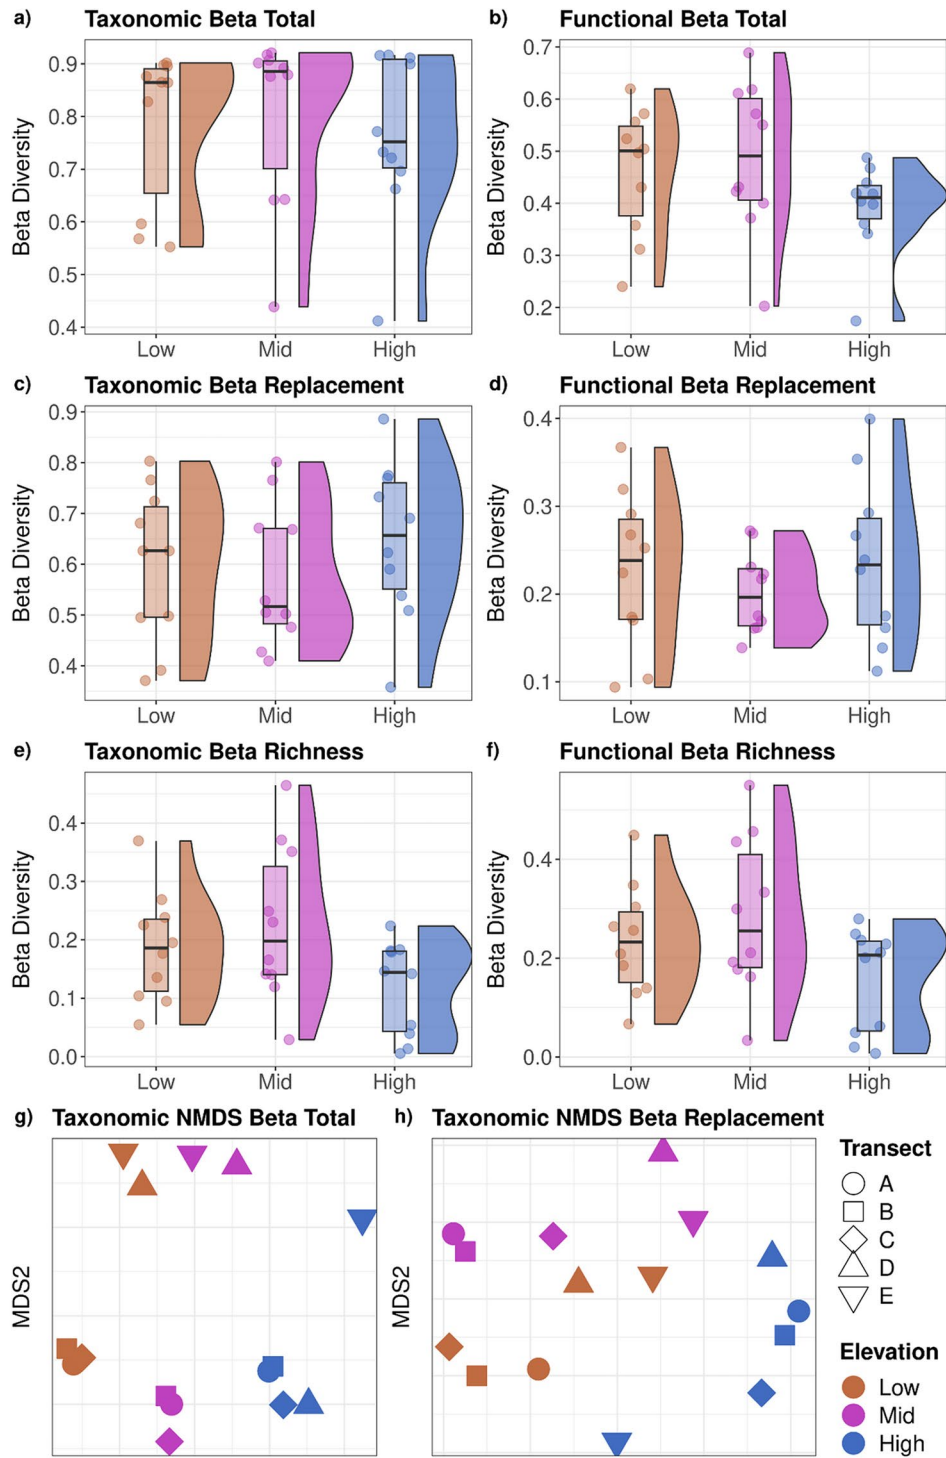 a) Taxonomic Beta Total
b) Functional Beta Total
Beta Diversity
0.9
0.8
0.7
0.6
0.5
0.4
Low Mid High
Beta Diversity
0.7
0.6
0.5
0.4
0.3
0.2
Low Mid High
c) Taxonomic Beta Replacement
d) Functional Beta Replacement
Beta Diversity
0.9
0.8
0.7
0.6
0.5
0.4
Low Mid High
Beta Diversity
0.4
0.3
0.2
0.1
Low Mid High
e) Taxonomic Beta Richness
f) Functional Beta Richness
Beta Diversity
0.4
0.3
0.2
0.1
0.0
Low Mid High
Beta Diversity
0.4
0.2
0.0
Low Mid High
g) Taxonomic NMDS Beta Total
h) Taxonomic NMDS Beta Replacement
MDS2
MDS2
Transect
A
B
C
D
E
Elevation
Low
Mid
High